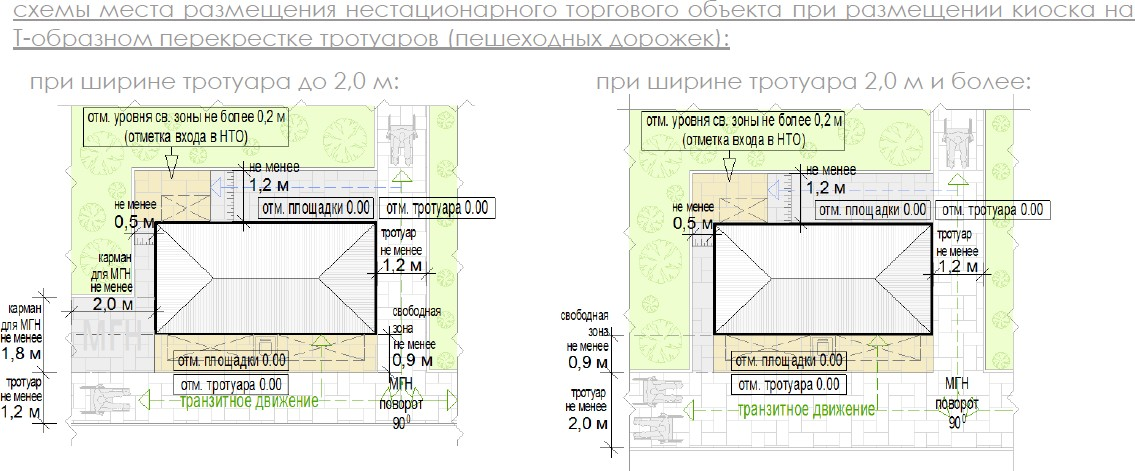 схемы места размещения нестационарного торгового объекта при размещении киоска на
Т-образном перекрестке тротуаров (пешеходных дорожек):
при ширине тротуара до 2,0 м:
отм. уровня св. зоны не более 0,2 м
(отметка входа в НТО)
не менее
1,2 м
не менее
0,5 м
отм. площадки 0.00
отм. тротуара 0.00
тротуар
не менее
1,2 м
карман
для МГН
не менее
2,0 м
карман
для МГН
не менее
1,8 м
МГН
свободная
зона
не менее
0,9 м
отм. площадки 0.00
отм. тротуара 0.00
тротуар
не менее
1,2 м
транзитное движение
МГН
поворот
90⁰
при ширине тротуара 2,0 м и более:
отм. уровня св. зоны не более 0,2 м
(отметка входа в НТО)
не менее
1,2 м
не менее
0,5 м
отм. площадки 0.00
отм. тротуара 0.00
тротуар
не менее
1,2 м
свободная
зона
не менее
0,9 м
отм. площадки 0.00
отм. тротуара 0.00
тротуар
не менее
2,0 м
транзитное движение
МГН
поворот
90⁰